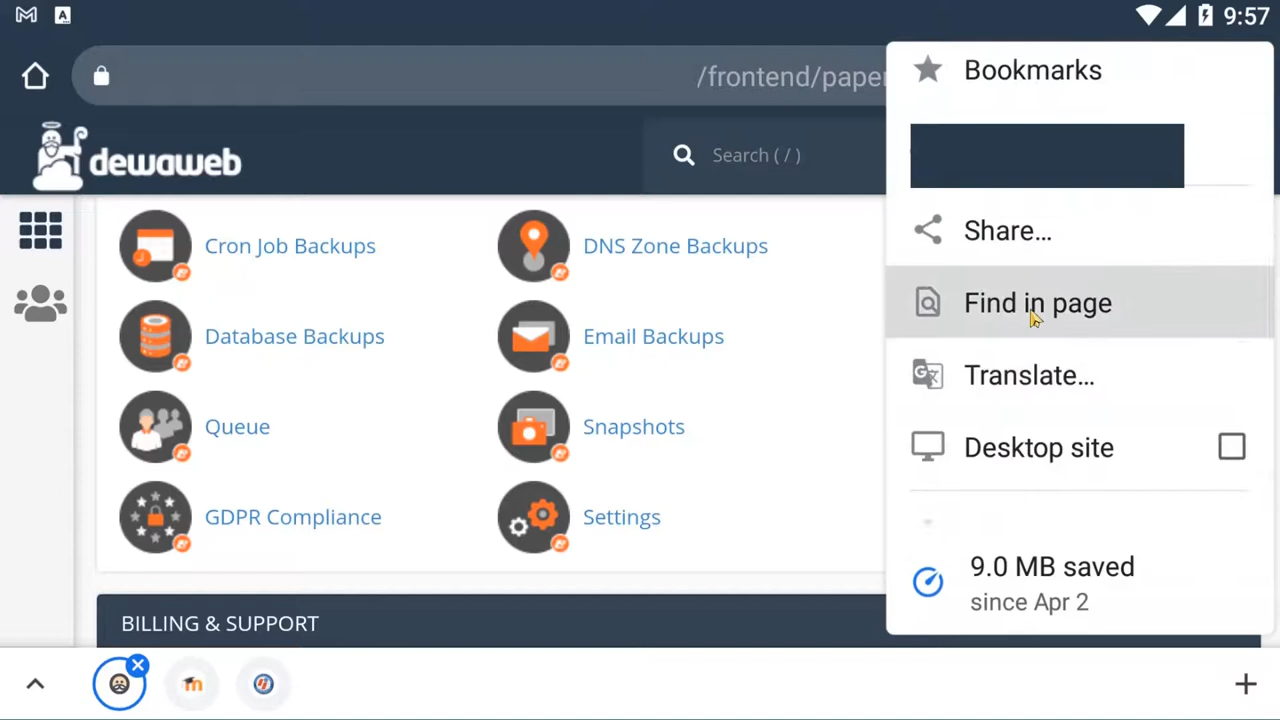 9:57
/frontend/paper
dewaweb
Search ( / )
Bookmarks
Share...
Find in page
Translate...
Desktop site
9.0 MB saved
since Apr 2
Cron Job Backups
DNS Zone Backups
Database Backups
Email Backups
Queue
Snapshots
GDPR Compliance
Settings
BILLING & SUPPORT